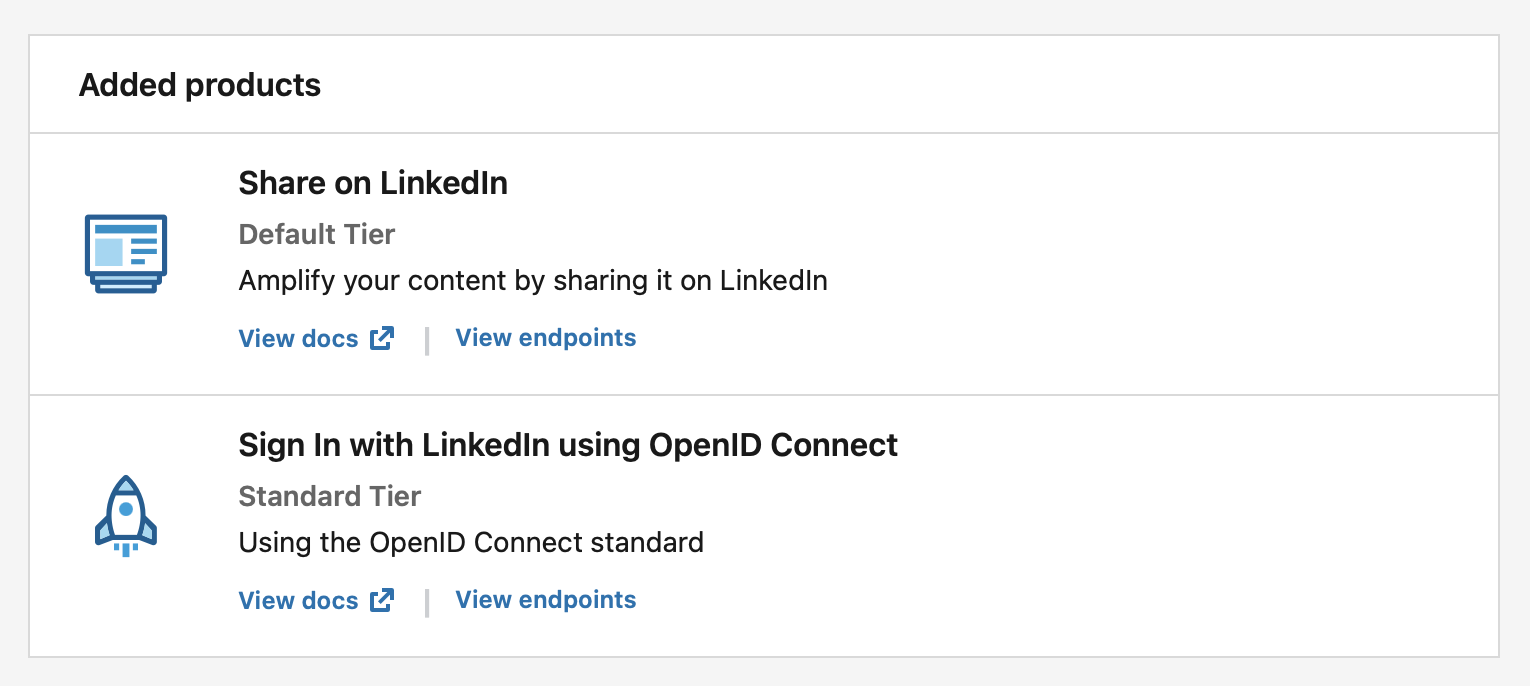 Added products
Share on LinkedIn
Default Tier
Amplify your content by sharing it on LinkedIn
View docs | View endpoints
Sign In with LinkedIn using OpenID Connect
Standard Tier
Using the OpenID Connect standard
View docs | View endpoints